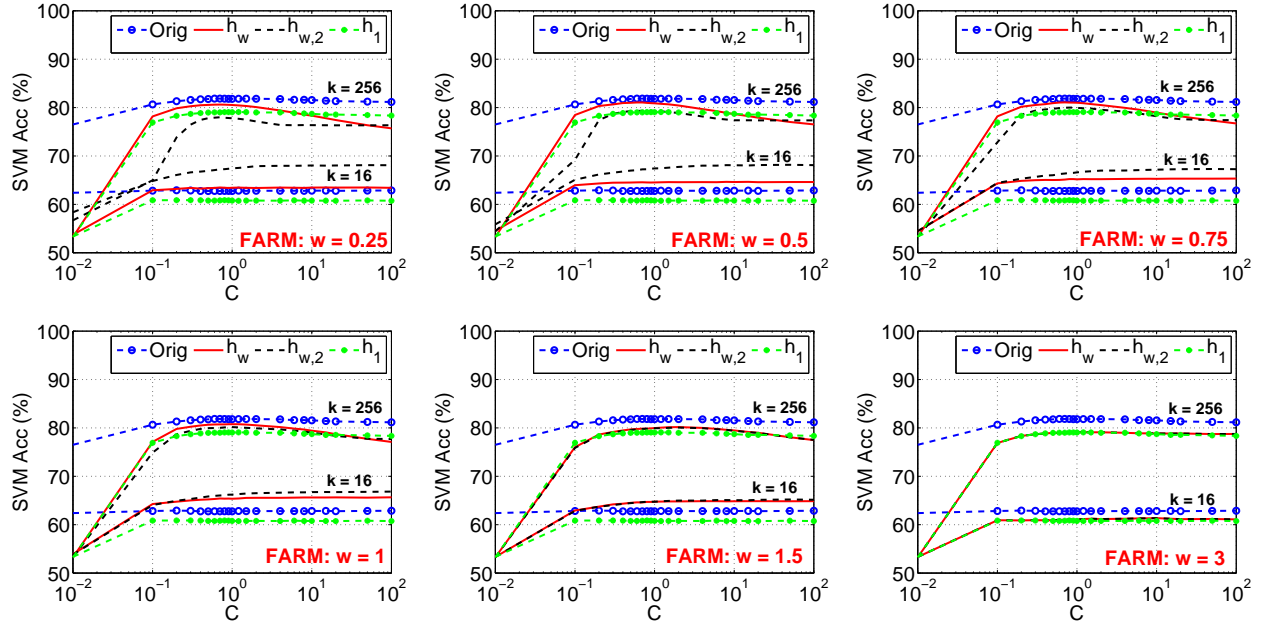 Orig h_w h_{w,2} h_1
100
90
80
70
60
50
SVM Acc (%)
k = 256
k = 16
FARM: w = 0.25
10^{-2} 10^{-1} 10^0 10^1 10^2
C
Orig h_w h_{w,2} h_1
100
90
80
70
60
50
SVM Acc (%)
k = 256
k = 16
FARM: w = 0.5
10^{-2} 10^{-1} 10^0 10^1 10^2
C
Orig h_w h_{w,2} h_1
100
90
80
70
60
50
SVM Acc (%)
k = 256
k = 16
FARM: w = 0.75
10^{-2} 10^{-1} 10^0 10^1 10^2
C
Orig h_w h_{w,2} h_1
100
90
80
70
60
50
SVM Acc (%)
k = 256
k = 16
FARM: w = 1
10^{-2} 10^{-1} 10^0 10^1 10^2
C
Orig h_w h_{w,2} h_1
100
90
80
70
60
50
SVM Acc (%)
k = 256
k = 16
FARM: w = 1.5
10^{-2} 10^{-1} 10^0 10^1 10^2
C
Orig h_w h_{w,2} h_1
100
90
80
70
60
50
SVM Acc (%)
k = 256
k = 16
FARM: w = 3
10^{-2} 10^{-1} 10^0 10^1 10^2
C